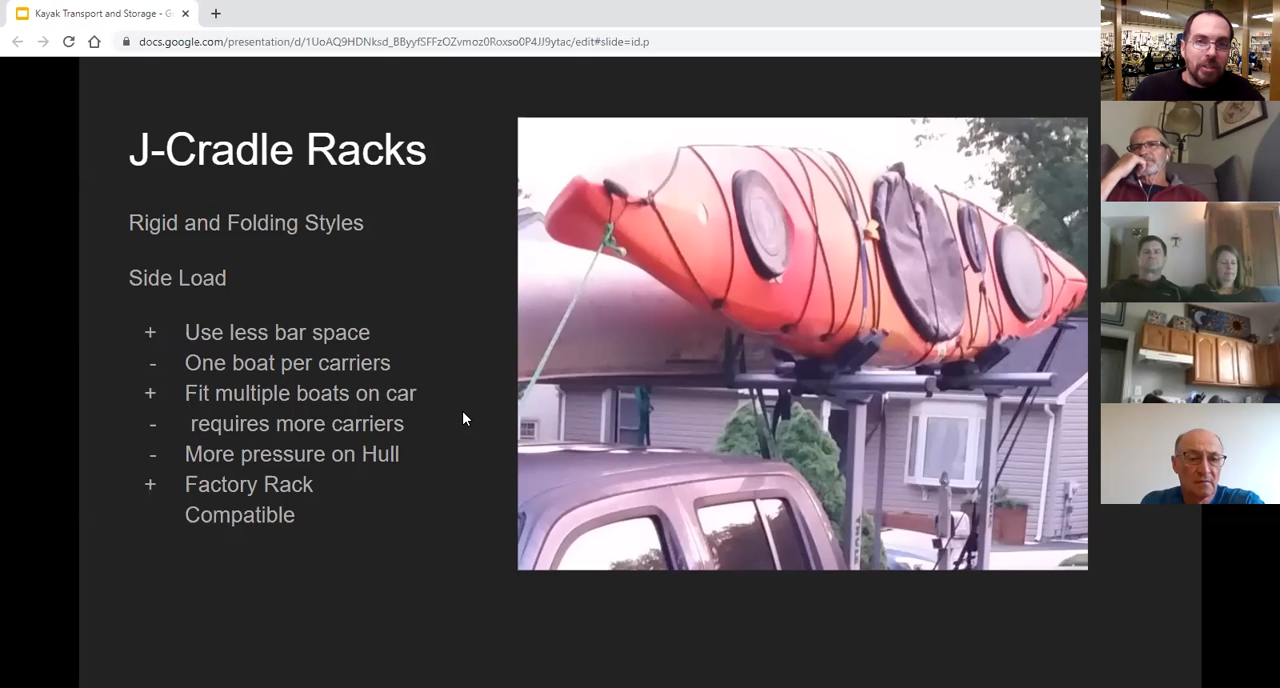 Kayak Transport and Storage - G
docs.google.com/presentation/d/1UoAQ9HDNksd_BByyfSFFzOZvmoz0Roxso0P4JJ9ytac/edit#slide=id.p
J-Cradle Racks
Rigid and Folding Styles
Side Load
+ Use less bar space
- One boat per carriers
+ Fit multiple boats on car
- requires more carriers
- More pressure on Hull
+ Factory Rack
Compatible